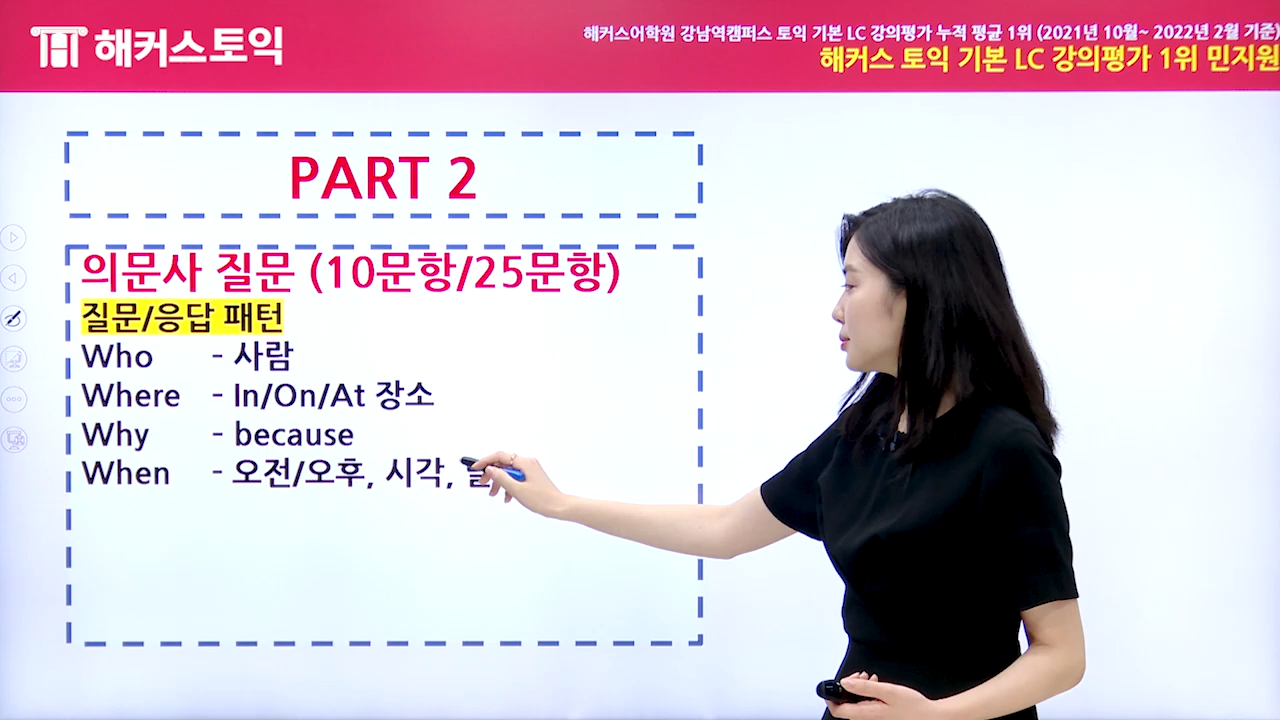 해커스토익
해커스어학원 강남역캠퍼스 토익 기본 LC 강의평가 누적 평균 1위 (2021년 10월~ 2022년 2월 기준)
해커스 토익 기본 LC 강의평가 1위 민지원
PART 2
의문사 질문 (10문항/25문항)
질문/응답 패턴
Who - 사람
Where - In/On/At 장소
Why - because
When - 오전/오후, 시각,